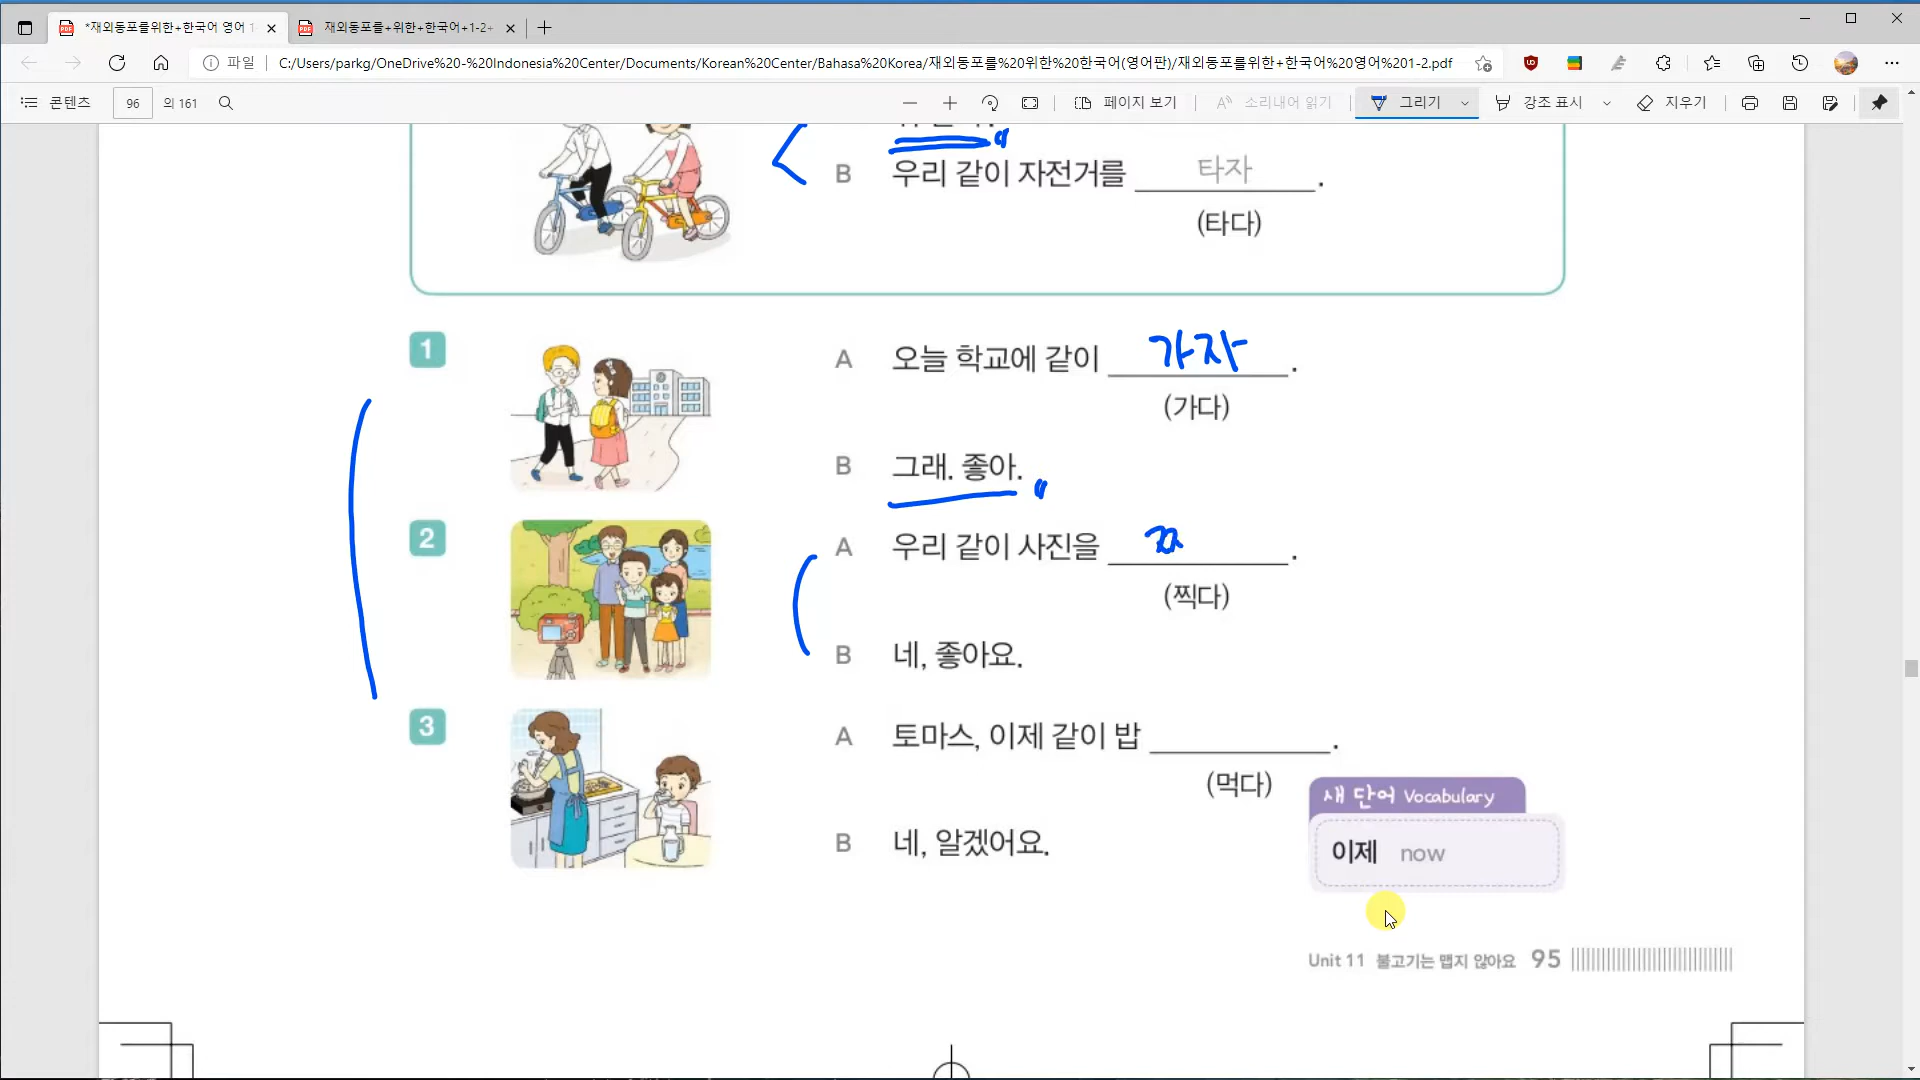 *재외동포를위한+한국어 영어 1
재외동포를+위한+한국어+1-2+
파일
C:/Users/parkg/OneDrive%20-%20Indonesia%20Center/Documents/Korean%20Center/Bahasa%20Korea/재외동포를%20위한%20한국어(영어판)/재외동포를위한+한국어%20영어%201-2.pdf
콘텐츠 96 의 161 페이지 보기 소리내어 읽기 그리기 강조 표시 지우기
B 우리 같이 자전거를 타자.
(타다)
1
A 오늘 학교에 같이 가자.
(가다)
B 그래. 좋아.
2
A 우리 같이 사진을 .
(찍다)
B 네, 좋아요.
3
A 토마스, 이제 같이 밥 .
(먹다)
B 네, 알겠어요.
새 단어 Vocabulary
이제 now
Unit 11 불고기는 맵지 않아요 95